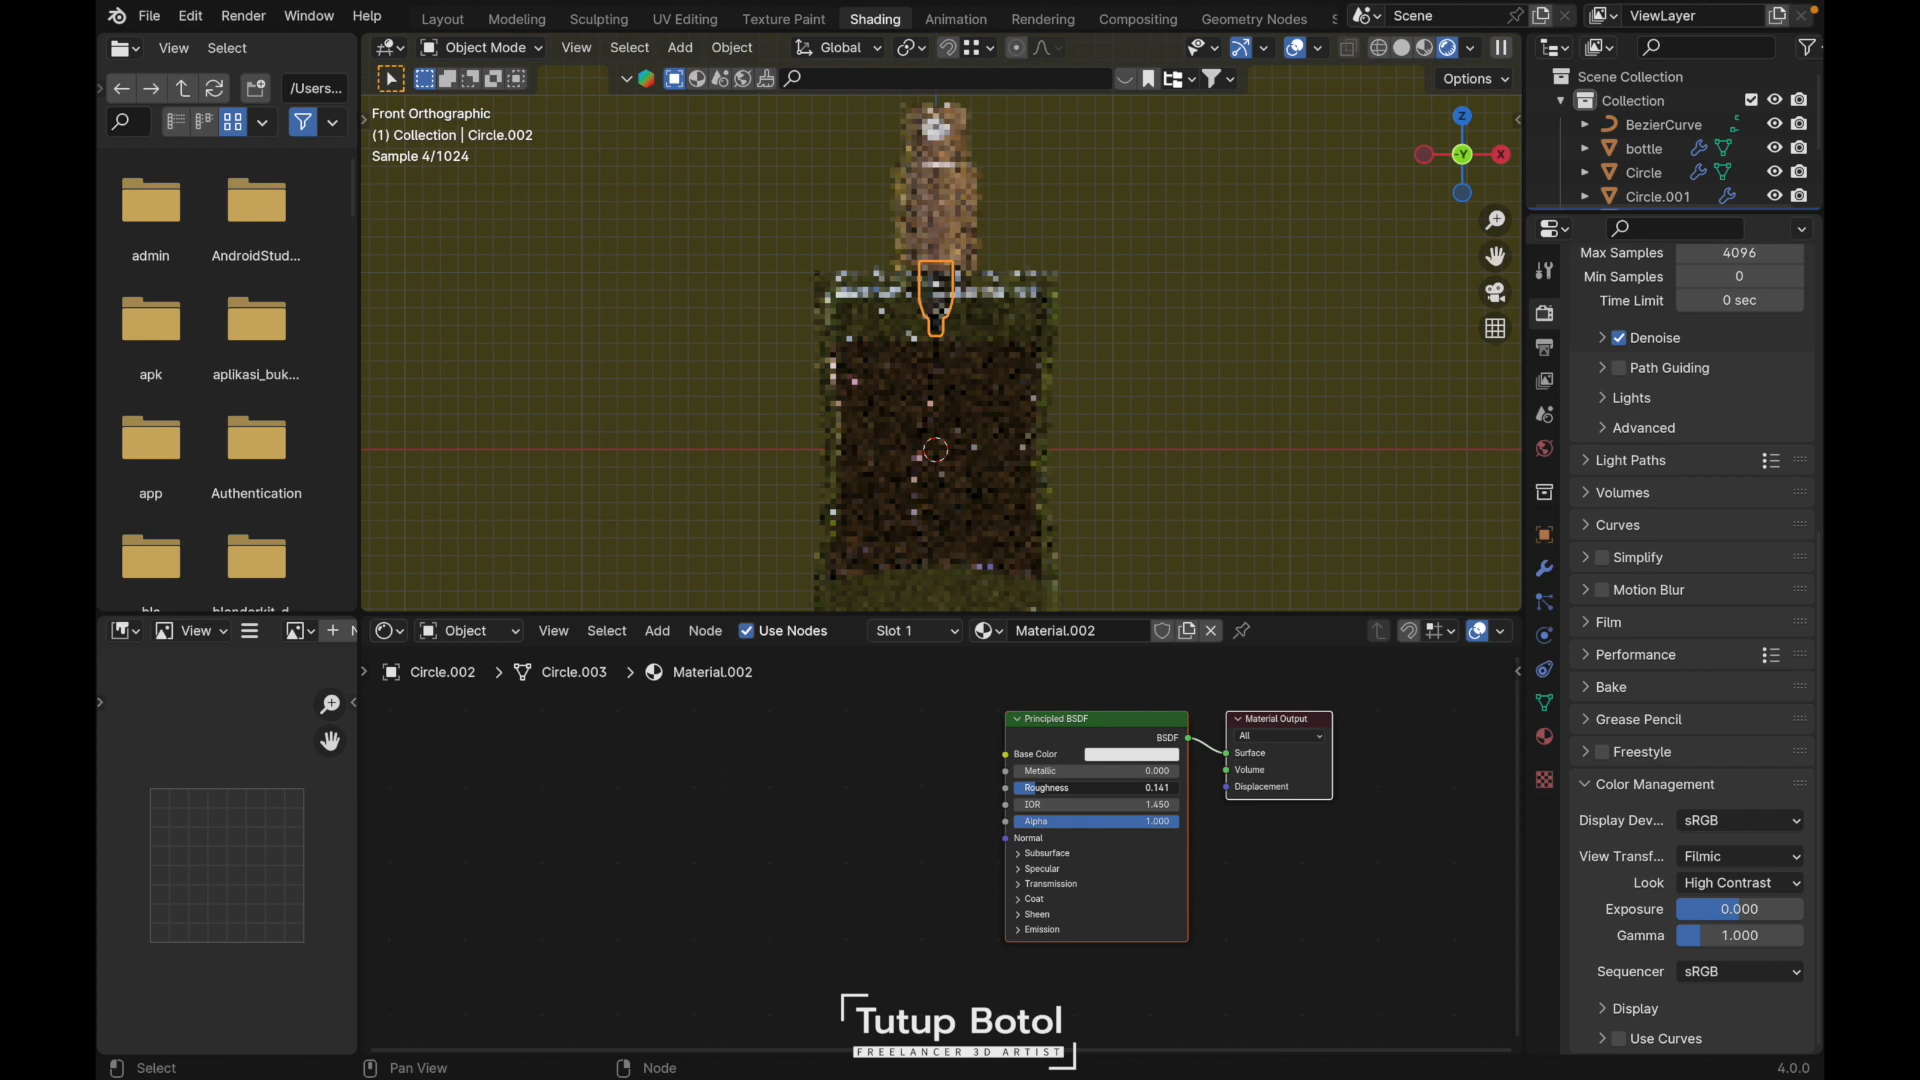 File Edit Render Window Help
Layout Modeling Sculpting UV Editing Texture Paint Shading Animation Rendering Compositing Geometry Nodes
Scene
ViewLayer
View Select
Object Mode View Select Add Object
Global
Options
/Users...
Front Orthographic
(1) Collection | Circle.002
Sample 4/1024
Z
-Y
X
admin
AndroidStud...
apk
aplikasi_buk...
app
Authentication
Scene Collection
Collection
BezierCurve
bottle
Circle
Circle.001
Max Samples 4096
Min Samples 0
Time Limit 0 sec
Denoise
Path Guiding
Lights
Advanced
Light Paths
Volumes
Curves
Simplify
Motion Blur
Film
Performance
Bake
Grease Pencil
Freestyle
Color Management
Display Dev... sRGB
View Transf... Filmic
Look High Contrast
Exposure 0.000
Gamma 1.000
Sequencer sRGB
Display
Use Curves
View
Object View Select Add Node Use Nodes Slot 1 Material.002
Circle.002 Circle.003 Material.002
Principled BSDF
BSDF
Base Color
Metallic 0.000
Roughness 0.141
IOR 1.450
Alpha 1.000
Normal
Subsurface
Specular
Transmission
Coat
Sheen
Emission
Material Output
All
Surface
Volume
Displacement
Tutup Botol
FREELANCER 3D ARTIST
Select Pan View Node 4.0.0